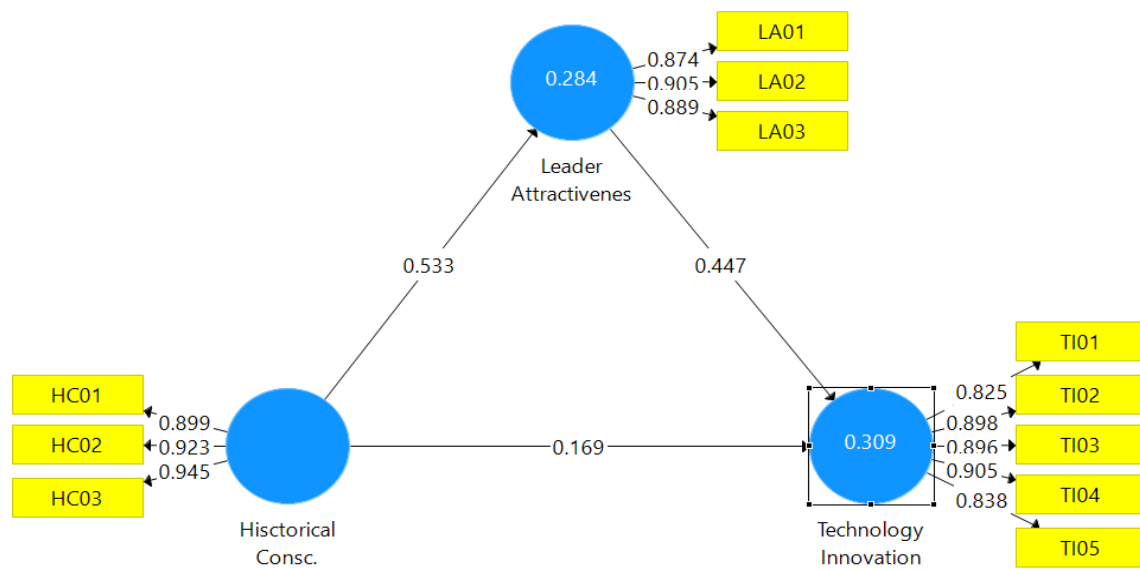 LA01
0.874
0.284
0.905
LA02
0.889
LA03
Leader
Attractivenes
0.533
0.447
TI01
0.825
HC01
0.899
TI02
0.898
HC02
0.923
0.169
0.309
0.896
TI03
0.945
0.905
HC03
TI04
0.838
Hisctorical
Consc.
Technology
Innovation
TI05